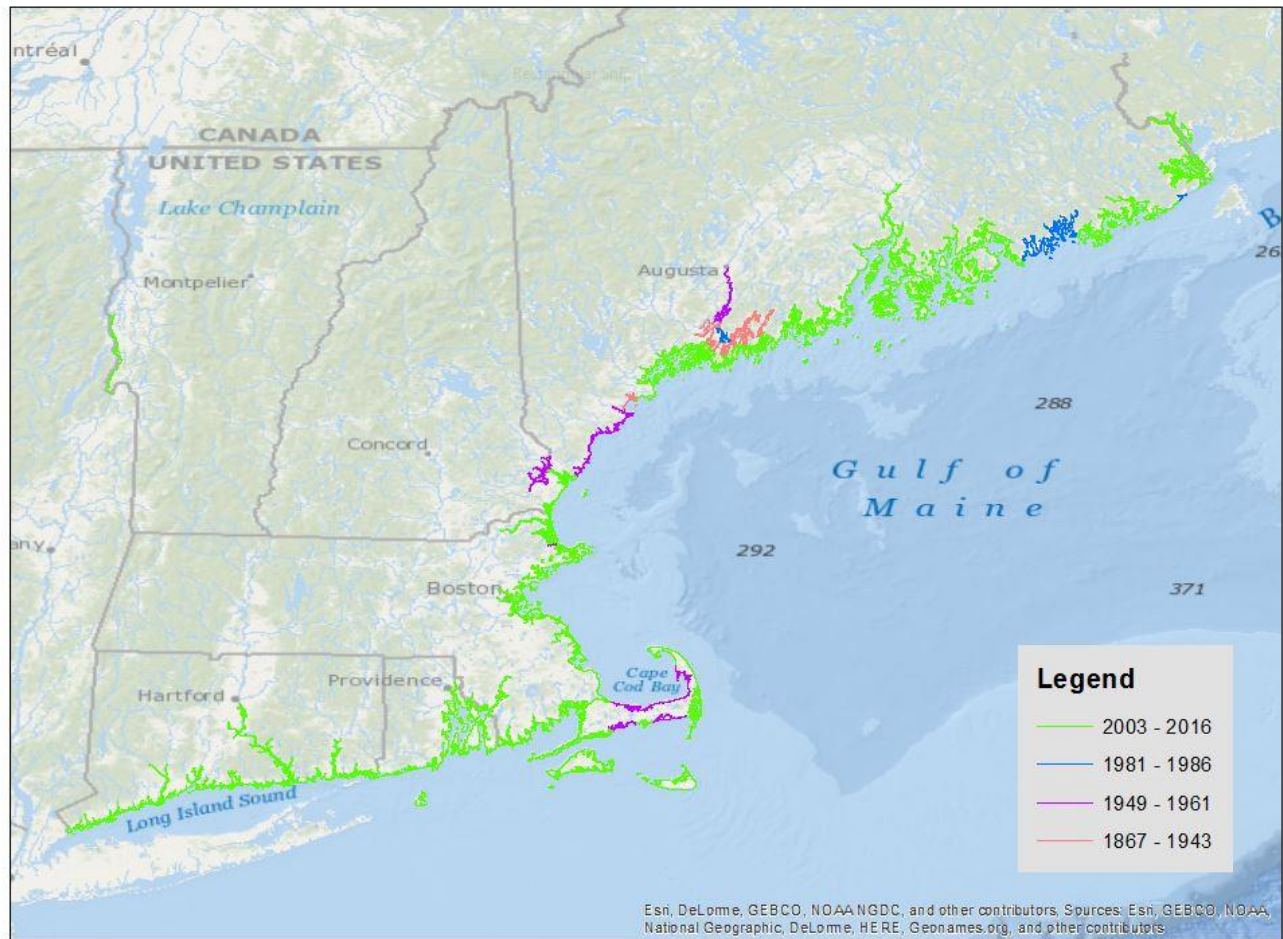 ntréal
CANADA
UNITED STATES
Lake Champlain
Montpelier
Augusta
B
26
288
Concord
Gulf of
Maine
any
292
Boston
371
Cape
Cod Bay
Hartford
Providence
Long Island Sound
Legend
2003 - 2016
1981 - 1986
1949 - 1961
1867 - 1943
Esri, DeLorme, GEBCO, NOAA NGDC, and other contributors, Sources: Esri, GEBCO, NOAA,
National Geographic, DeLorme, HERE, Geonames.org, and other contributors